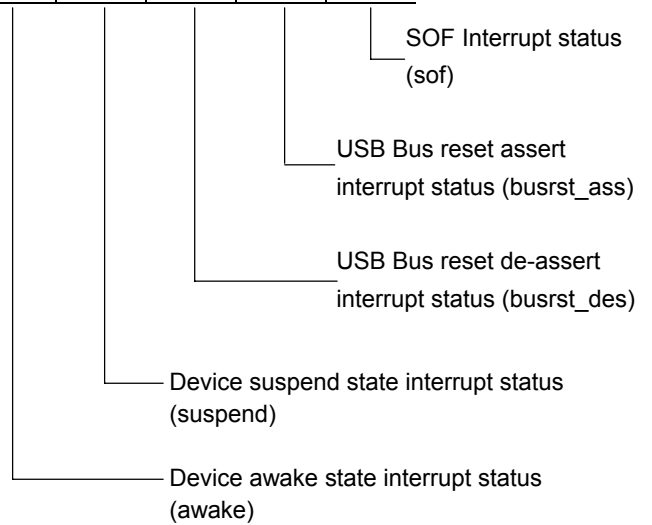 SOF Interrupt status
(sof)
USB Bus reset assert
interrupt status (busrst_ass)
USB Bus reset de-assert
interrupt status (busrst_des)
Device suspend state interrupt status
(suspend)
Device awake state interrupt status
(awake)